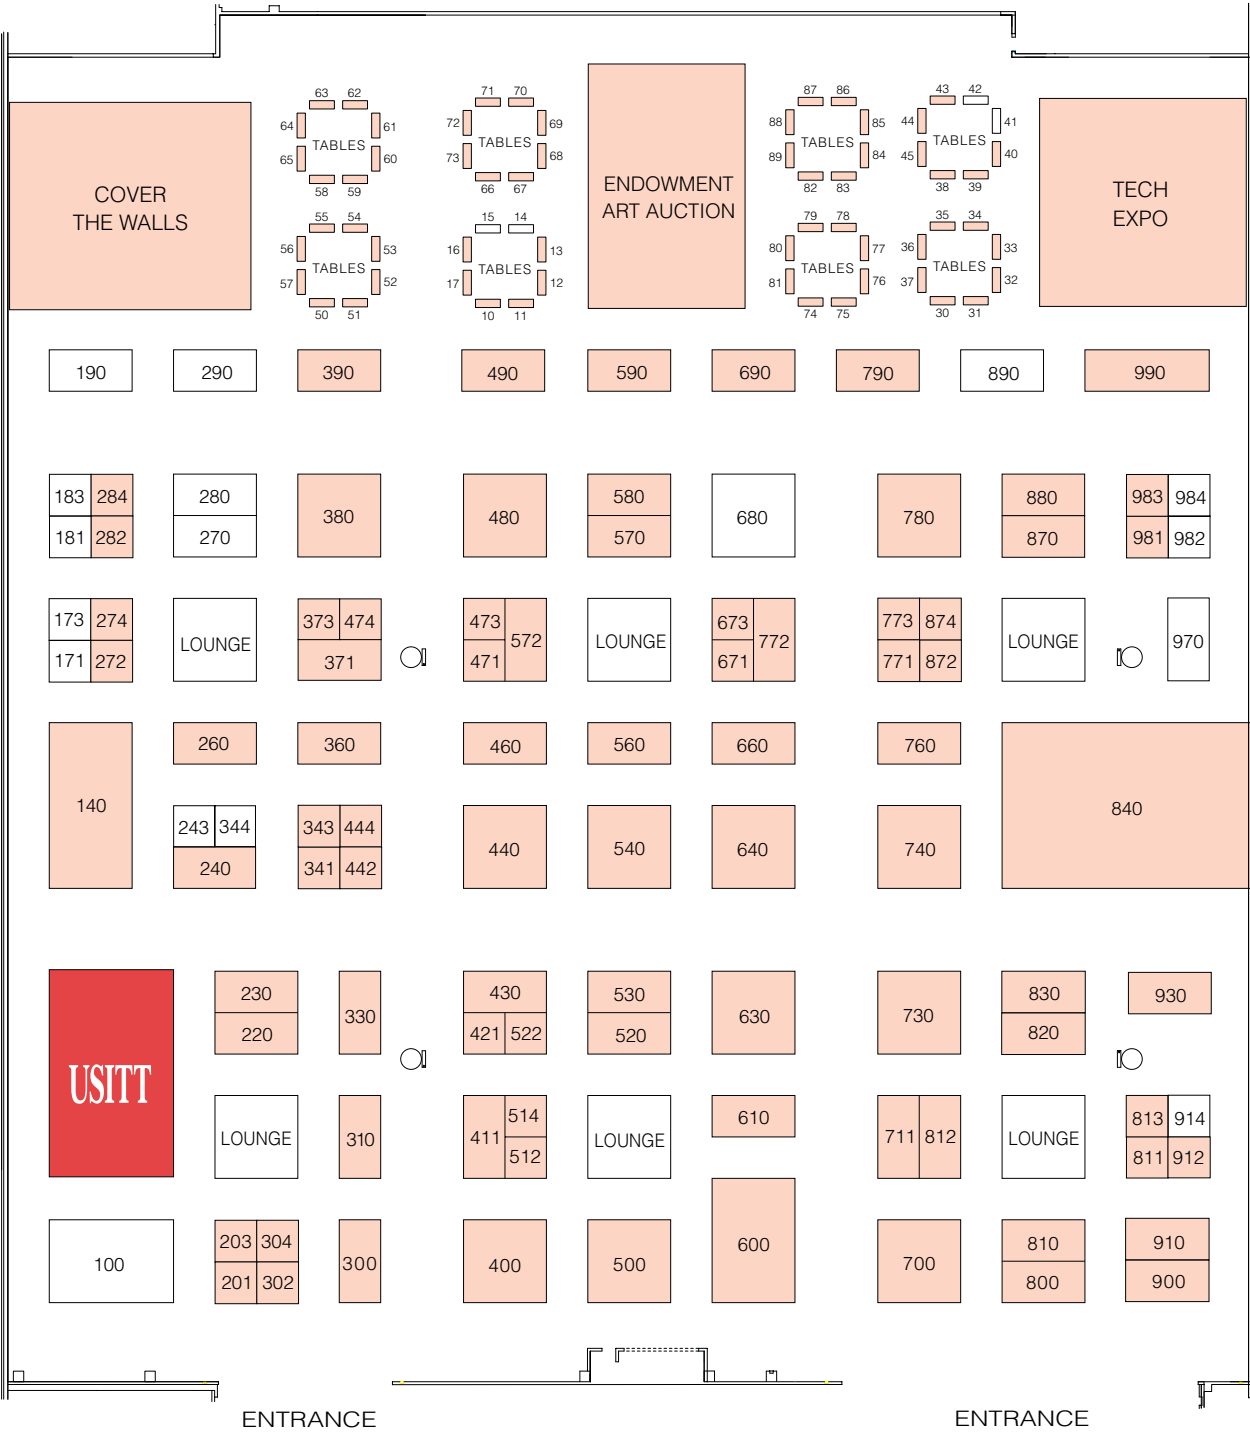 63 62
71 70
87 86
43 42
64 61
72 69
88 85
44 41
TABLES
TABLES
TABLES
TABLES
65 60
73 68
89 84
45 40
58 59
66 67
82 83
38 39
COVER
THE WALLS
ENDOWMENT
ART AUCTION
TECH
EXPO
55 54
15 14
79 78
35 34
56 53
16 13
80 77
36 33
TABLES
TABLES
TABLES
TABLES
57 52
17 12
81 76
37 32
50 51
10 11
74 75
30 31
190 290 390 490 590 690 790 890 990
183 284 280 580 880 983 984
380 480 680 780
181 282 270 570 870 981 982
173 274 373 474 473 673 773 874
LOUNGE 572 LOUNGE 772 LOUNGE 970
171 272 371 471 671 771 872
260 360 460 560 660 760
140 840
243 344 343 444
440 540 640 740
240 341 442
230 430 530 830 930
330 630 730
220 421 522 520 820
USITT
514 610 813 914
LOUNGE 310 411 LOUNGE 711 812 LOUNGE
512 811 912
203 304 600 810 910
100 300 400 500 700
201 302 800 900
ENTRANCE ENTRANCE